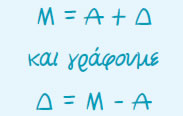 Μ = Α + Δ
και γράφουμε
Δ = Μ - Α